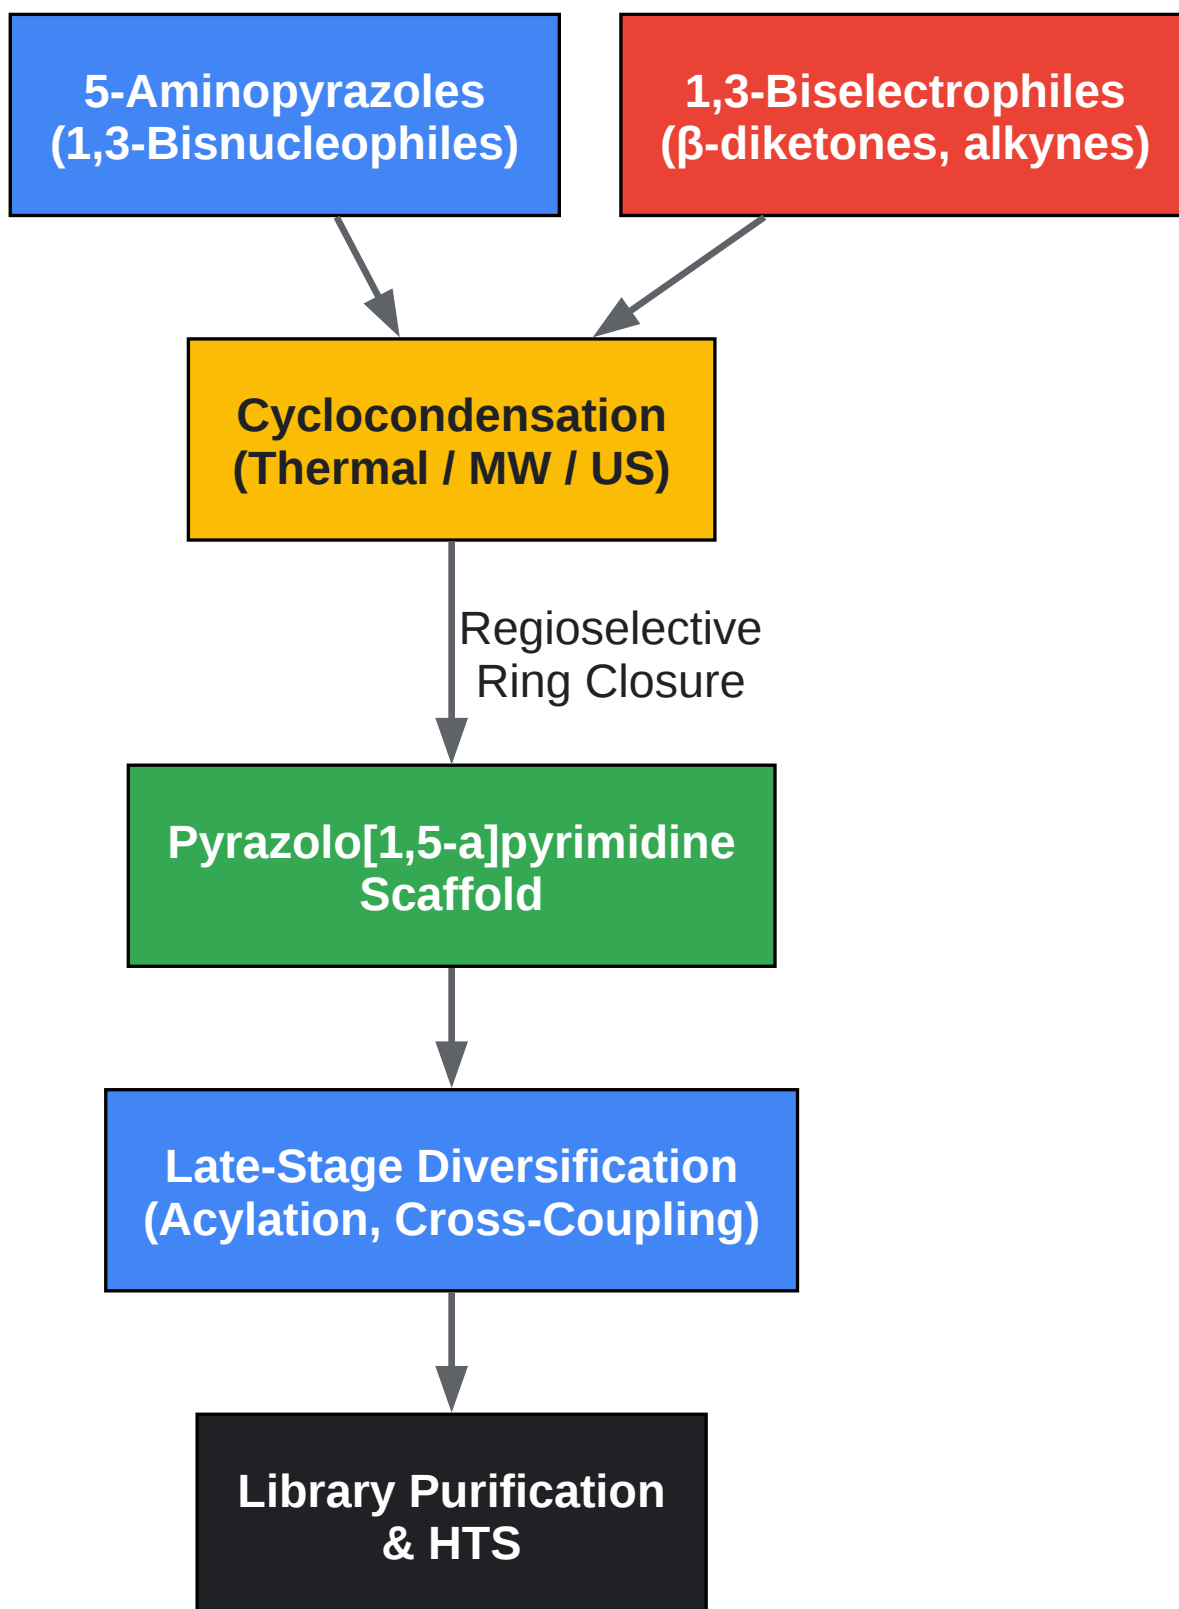 5-Aminopyrazoles
(1,3-Bisnucleophiles)
1,3-Biselectrophiles
(β-diketones, alkynes)
Cyclocondensation
(Thermal / MW / US)
Regioselective
Ring Closure
Pyrazolo[1,5-a]pyrimidine
Scaffold
Late-Stage Diversification
(Acylation, Cross-Coupling)
Library Purification
& HTS